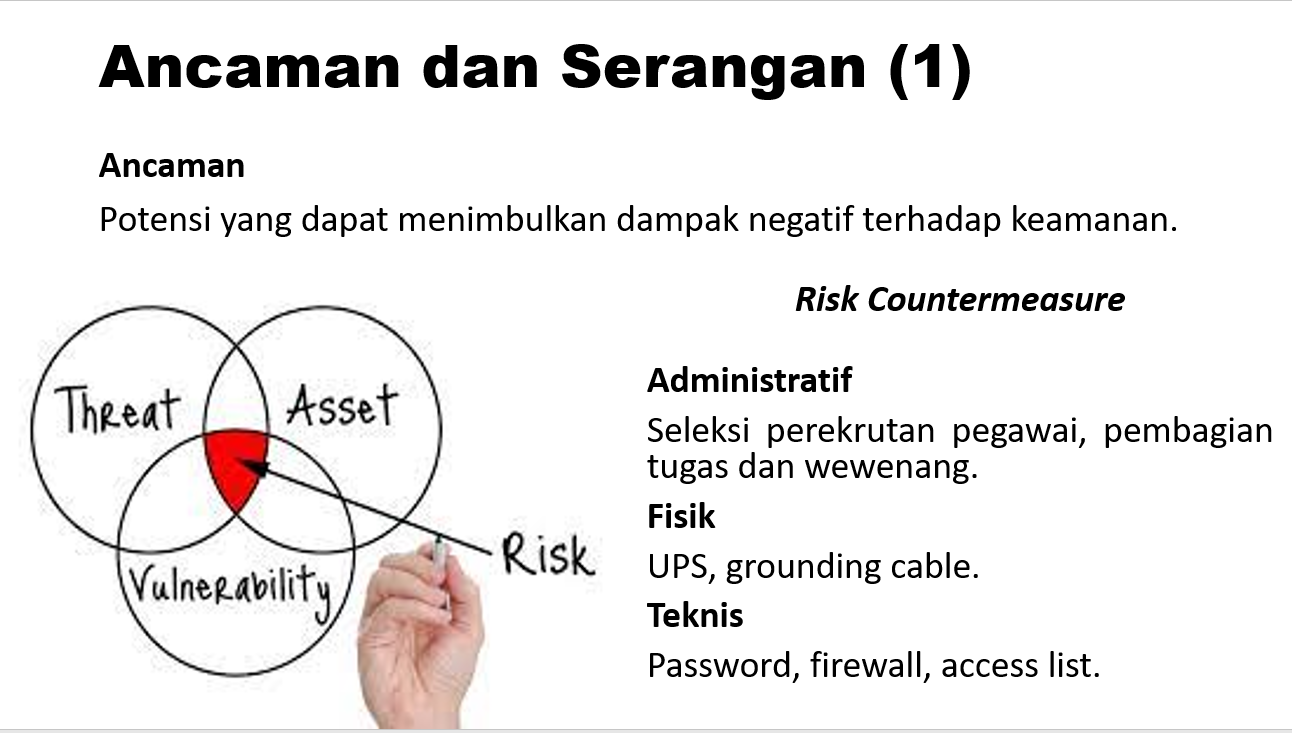 Ancaman dan Serangan (1)
Ancaman
Potensi yang dapat menimbulkan dampak negatif terhadap keamanan.
Threat
Asset
Vulnerability
Risk
Risk Countermeasure
Administratif
Seleksi perekrutan pegawai, pembagian
tugas dan wewenang.
Fisik
UPS, grounding cable.
Teknis
Password, firewall, access list.